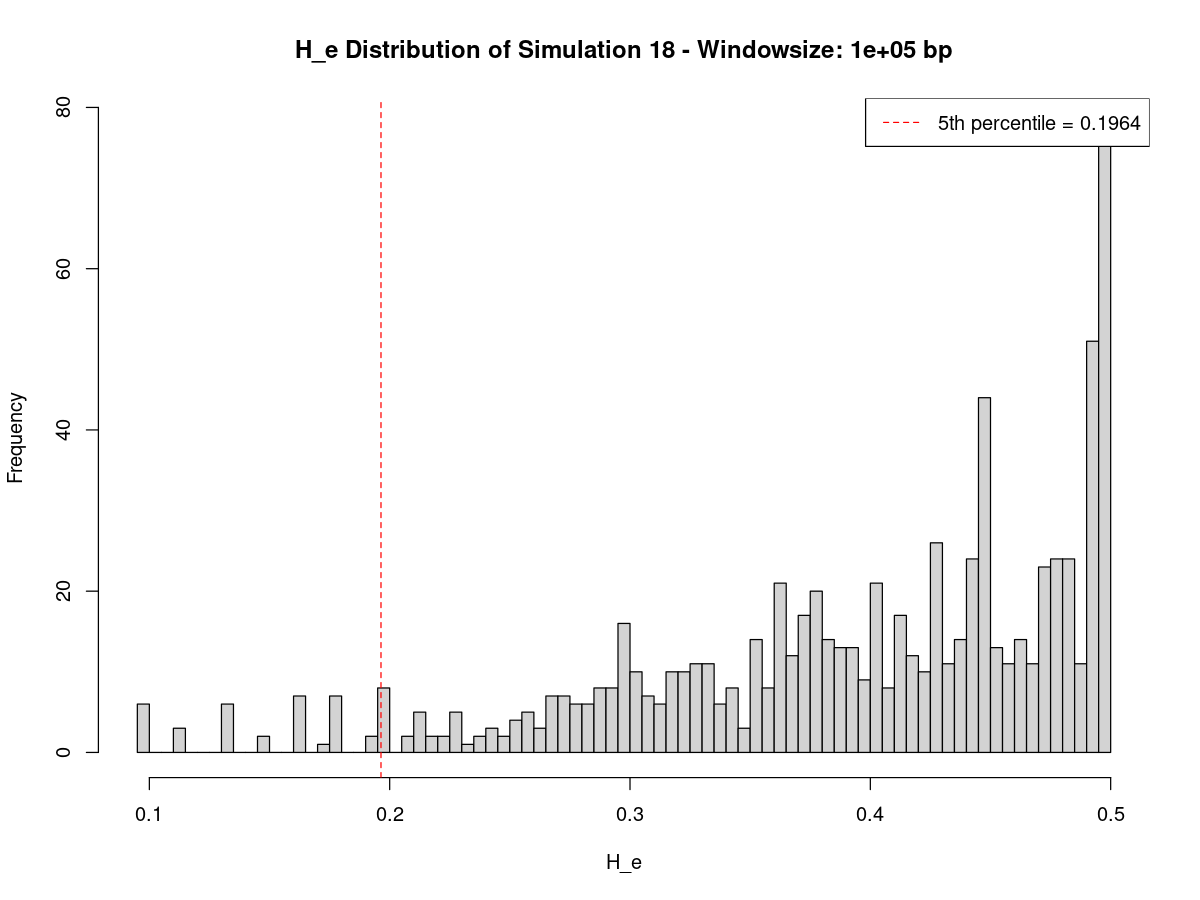 H_e Distribution of Simulation 18 - Windowsize: 1e+05 bp
5th percentile = 0.1964
Frequency
80
60
40
20
0
0.1 0.2 0.3 0.4 0.5
H_e